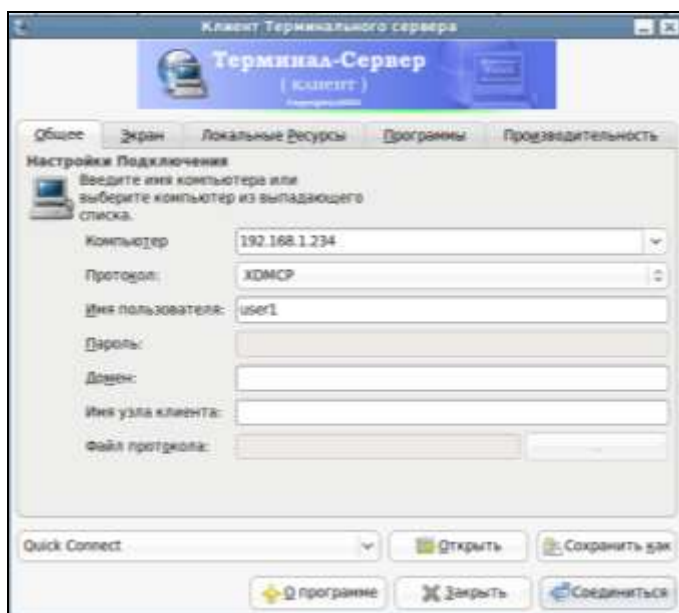 Клиент Терминального сервера
Терминал-Сервер
( клиент )
Общее
Экран
Локальные Ресурсы
Программы
Производительность
Настройки Подключения
Введите имя компьютера или
выберите компьютер из выпадающего
списка.
Компьютер
192.168.1.234
Протокол:
XDMCP
Имя пользователя:
user1
Пароль:
Домен:
Имя узла клиента:
Файл протокола:
...
Quick Connect
Открыть
Сохранить как
О программе
Закрыть
Соединиться